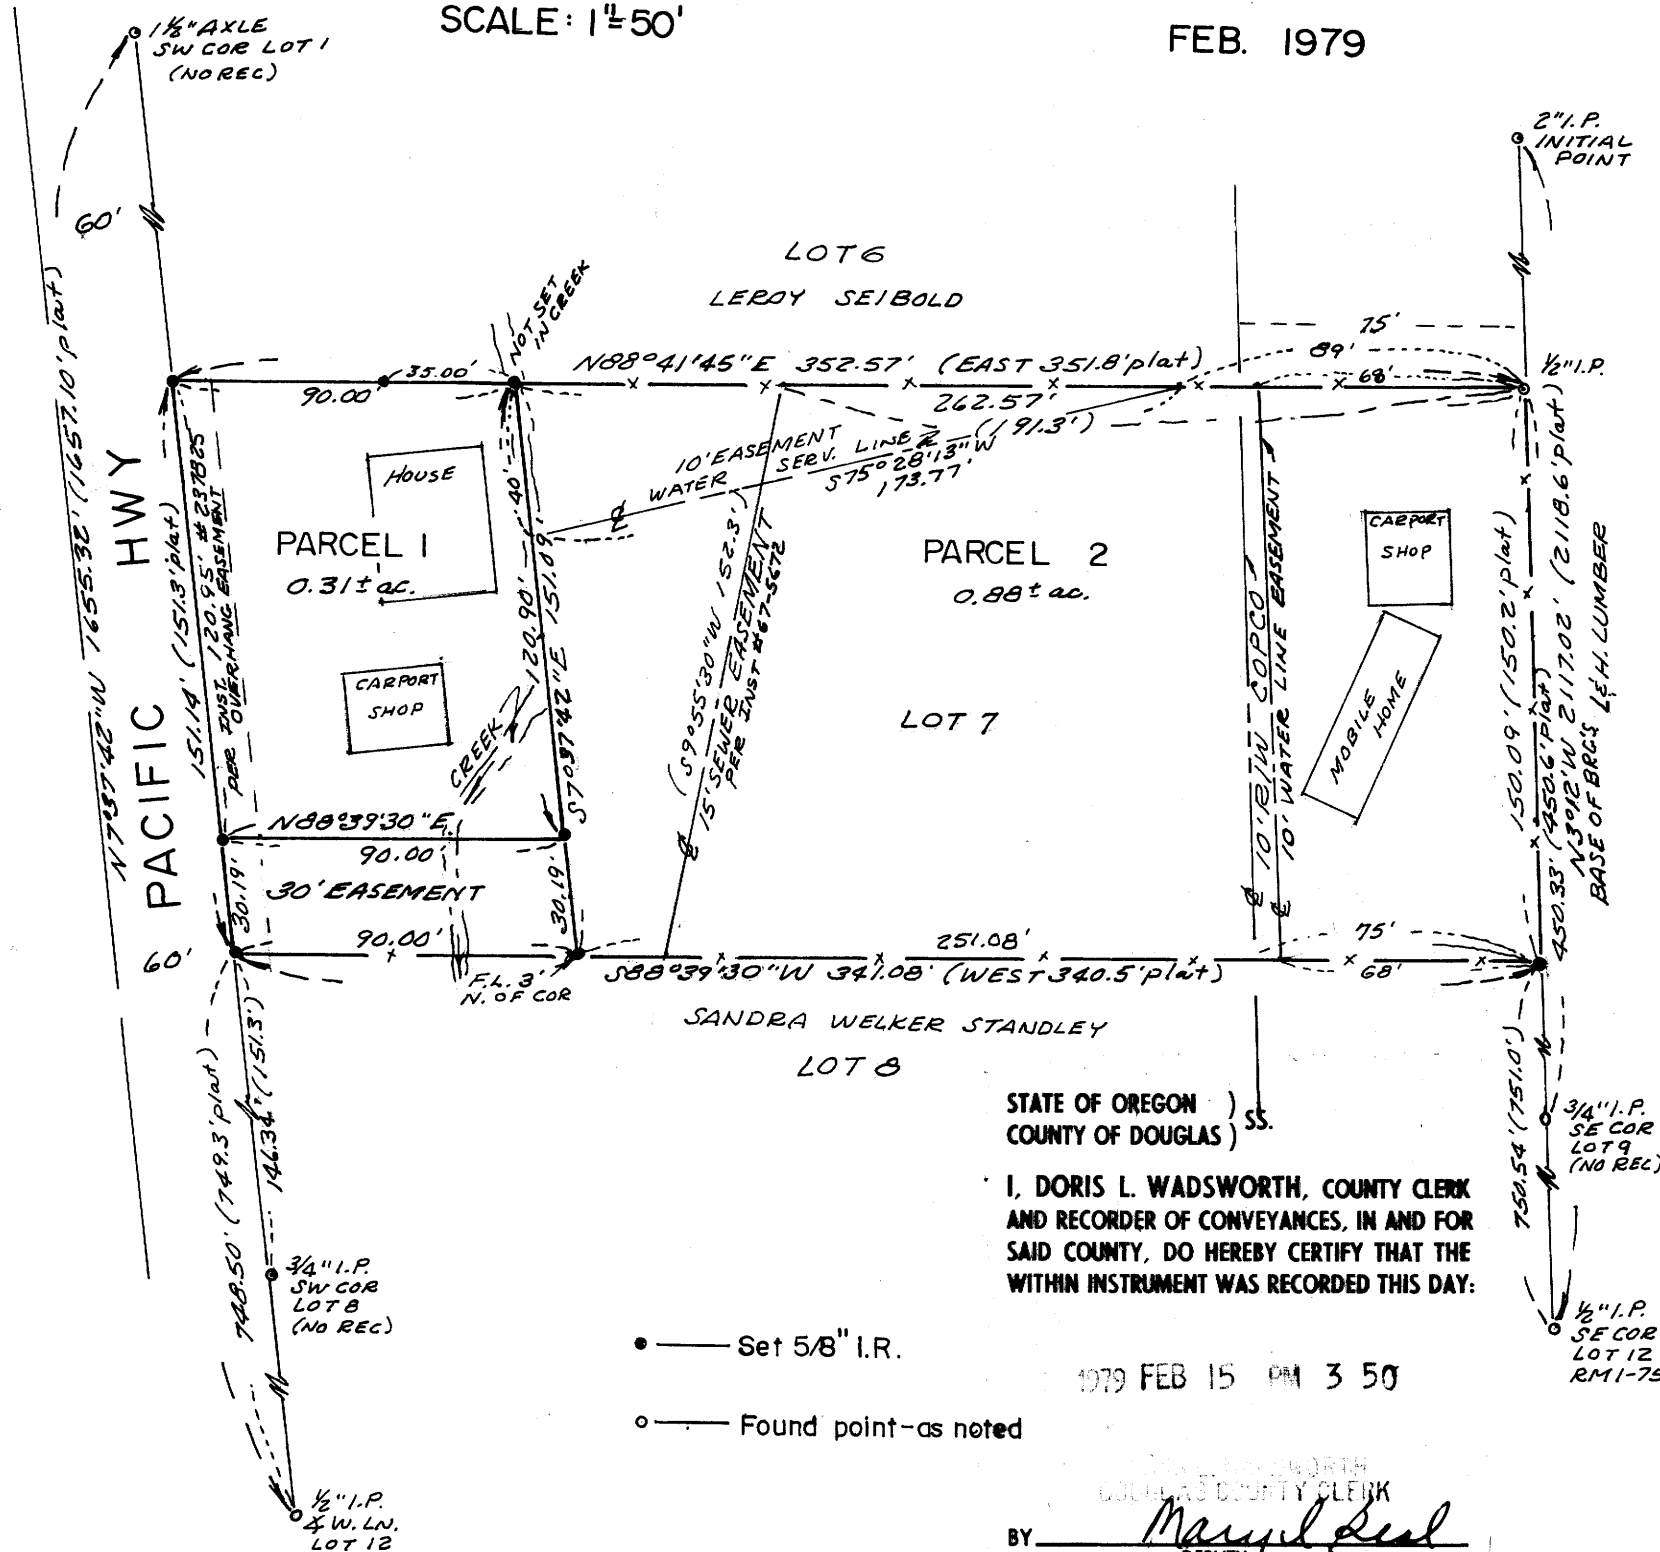 SCALE: 1"=50'
FEB. 1979
1½" AXLE
SW COR LOT 1
(NO REC)
2" I.P.
INITIAL
POINT
60'
LOT 6
LEROY SEIBOLD
NOT SET
IN CREEK
75'
89'
68'
½" I.P.
N88°41'45"E 352.57' (EAST 351.8' plat)
35.00'
90.00'
262.57'
(191.3')
10' EASEMENT
WATER SERV. LINE
S75°28'13"W
173.77'
HOUSE
PARCEL 1
0.31± ac.
CARPORT
SHOP
PARCEL 2
0.88± ac.
CARPORT
SHOP
MOBILE
HOME
LOT 7
N7°37'42"W 1655.32' (1657.10' plat)
PACIFIC HWY
151.14' (151.3' plat)
PER INST. 120.95' #237825
OVERHANG EASEMENT
40'
120.90'
S7°37'42"E 151.09'
CREEK
(S9°55'30"W 152.3')
15' SEWER EASEMENT
PER INST #67-5672
10' R/W COPCO
10' WATER LINE EASEMENT
150.09' (150.2' plat)
450.33' (450.6' plat)
N3°12'W 2117.02' (2118.6' plat)
BASE OF BRG'S L & H. LUMBER
N88°39'30"E
90.00'
30' EASEMENT
30.19'
30.19'
90.00'
251.08'
75'
68'
60'
F.L. 3'
N. OF COR
S88°39'30"W 341.08' (WEST 340.5' plat)
SANDRA WELKER STANDLEY
LOT 8
748.50' (749.3' plat)
146.34' (151.3')
750.54' (751.0')
3/4" I.P.
SW COR
LOT 8
(NO REC)
3/4" I.P.
SE COR
LOT 9
(NO REC)
½" I.P.
SE COR
LOT 12
RM 1-75
½" I.P.
∡ W. LN.
LOT 12
Set 5/8" I.R.
Found point-as noted
STATE OF OREGON )
COUNTY OF DOUGLAS ) SS.
I, DORIS L. WADSWORTH, COUNTY CLERK
AND RECORDER OF CONVEYANCES, IN AND FOR
SAID COUNTY, DO HEREBY CERTIFY THAT THE
WITHIN INSTRUMENT WAS RECORDED THIS DAY:
1979 FEB 15 PM 3 50
DOUGLAS COUNTY CLERK
BY
DEPUTY